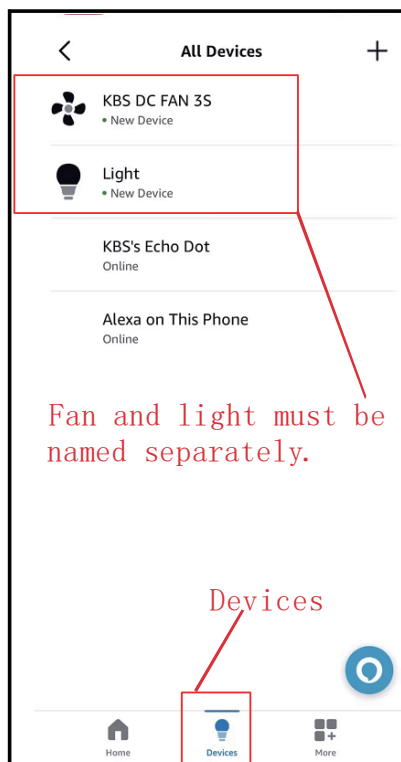 All Devices
KBS DC FAN 3S
• New Device
Light
• New Device
KBS's Echo Dot
Online
Alexa on This Phone
Online
Fan and light must be
named separately.
Devices
Home
Devices
More